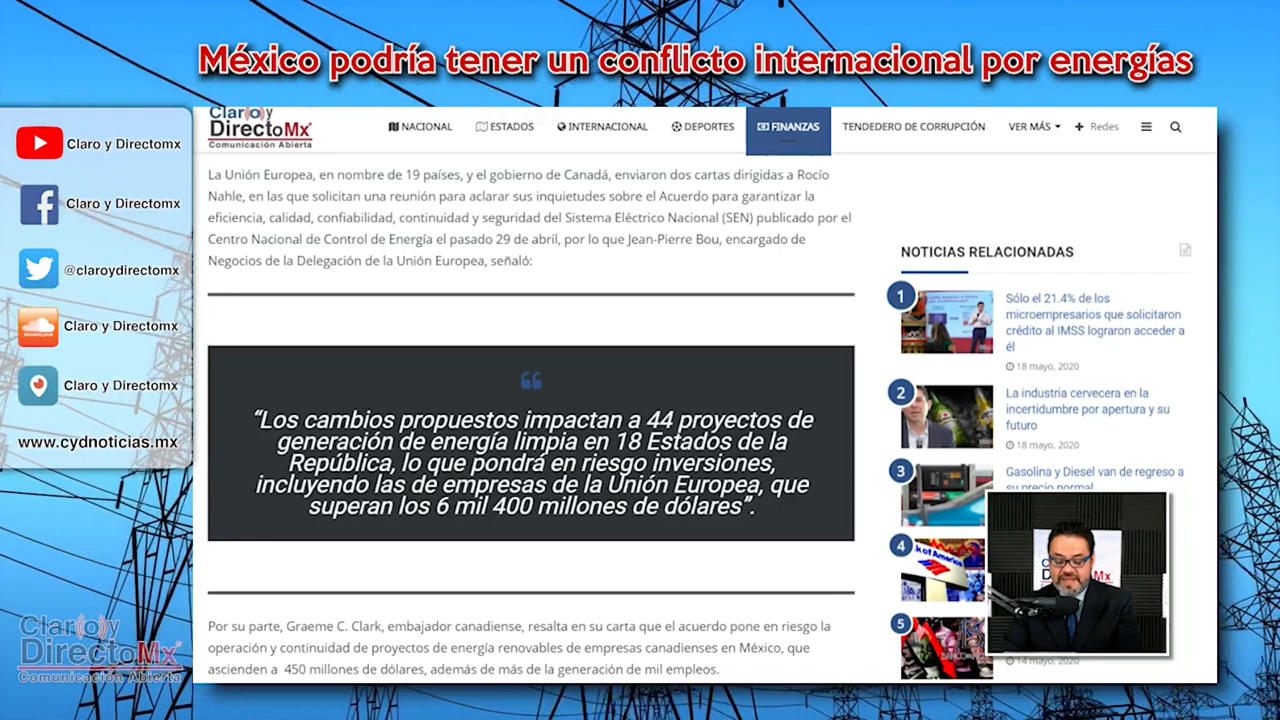 México podría tener un conflicto internacional por energías
Claro y Directomx
Claro y Directomx
@claroydirectomx
SOUNDCLOUD
Claro y Directomx
Claro y Directomx
www.cydnoticias.mx
Claro y
DirectoMx
Comunicación Abierta
NACIONAL
ESTADOS
INTERNACIONAL
DEPORTES
FINANZAS
TENDEDERO DE CORRUPCIÓN
VER MÁS
Redes
La Unión Europea, en nombre de 19 países, y el gobierno de Canadá, enviaron dos cartas dirigidas a Rocío
Nahle, en las que solicitan una reunión para aclarar sus inquietudes sobre el Acuerdo para garantizar la
eficiencia, calidad, confiabilidad, continuidad y seguridad del Sistema Eléctrico Nacional (SEN) publicado por el
Centro Nacional de Control de Energía el pasado 29 de abril, por lo que Jean-Pierre Bou, encargado de
Negocios de la Delegación de la Unión Europea, señaló:
“Los cambios propuestos impactan a 44 proyectos de
generación de energía limpia en 18 Estados de la
República, lo que pondrá en riesgo inversiones,
incluyendo las de empresas de la Unión Europea, que
superan los 6 mil 400 millones de dólares”.
Por su parte, Graeme C. Clark, embajador canadiense, resalta en su carta que el acuerdo pone en riesgo la
operación y continuidad de proyectos de energía renovables de empresas canadienses en México, que
ascienden a 450 millones de dólares, además de más de la generación de mil empleos.
NOTICIAS RELACIONADAS
1
Sólo el 21.4% de los
microempresarios que solicitaron
crédito al IMSS lograron acceder a
él
18 mayo, 2020
2
La industria cervecera en la
incertidumbre por apertura y su
futuro
18 mayo, 2020
3
Gasolina y Diesel van de regreso a
su precio normal
4
of America
5
14 mayo, 2020
Claro y
DirectoMx
Comunicación Abierta